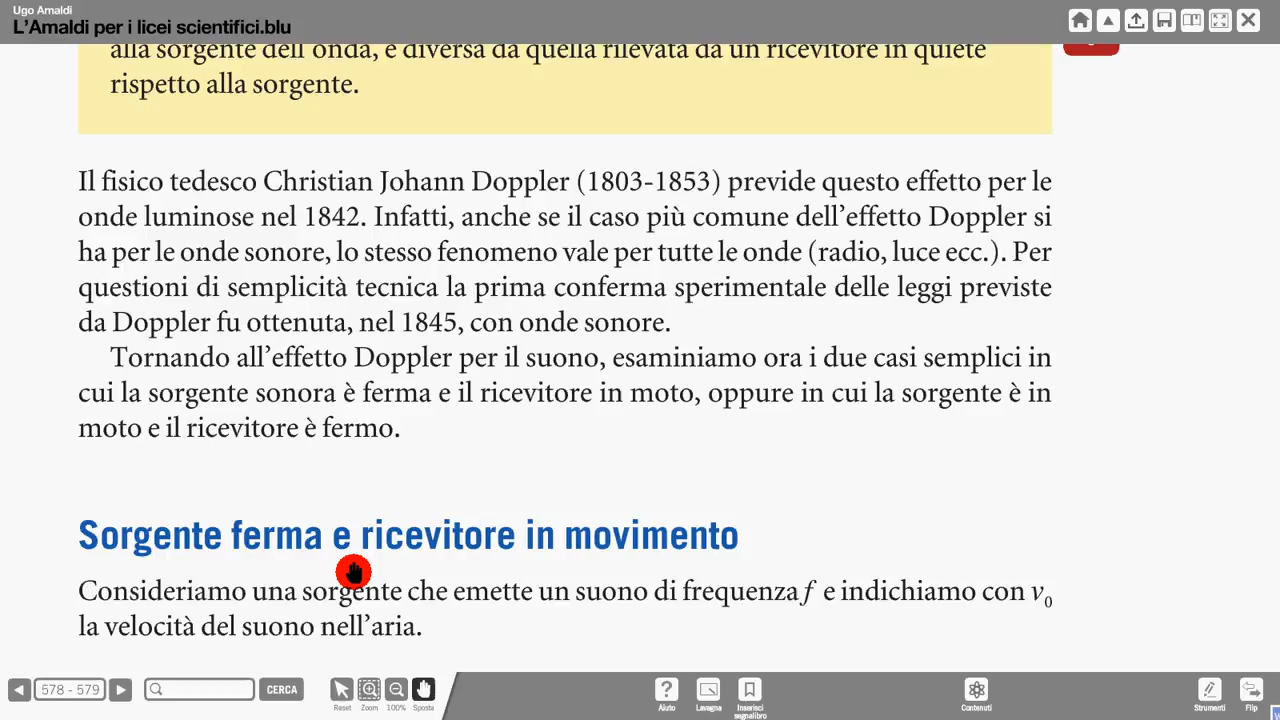 Ugo Amaldi
L'Amaldi per i licei scientifici.blu
alla sorgente dell'onda, è diversa da quella rilevata da un ricevitore in quiete
rispetto alla sorgente.
Il fisico tedesco Christian Johann Doppler (1803-1853) previde questo effetto per le
onde luminose nel 1842. Infatti, anche se il caso più comune dell'effetto Doppler si
ha per le onde sonore, lo stesso fenomeno vale per tutte le onde (radio, luce ecc.). Per
questioni di semplicità tecnica la prima conferma sperimentale delle leggi previste
da Doppler fu ottenuta, nel 1845, con onde sonore.
Tornando all'effetto Doppler per il suono, esaminiamo ora i due casi semplici in
cui la sorgente sonora è ferma e il ricevitore in moto, oppure in cui la sorgente è in
moto e il ricevitore è fermo.
Sorgente ferma e ricevitore in movimento
Consideriamo una sorgente che emette un suono di frequenza f e indichiamo con v0
la velocità del suono nell'aria.
578 - 579
CERCA
Reset
Zoom
100%
Sposta
Aiuto
Lavagna
Inserisci
segnalibro
Contenuti
Strumenti
Flip